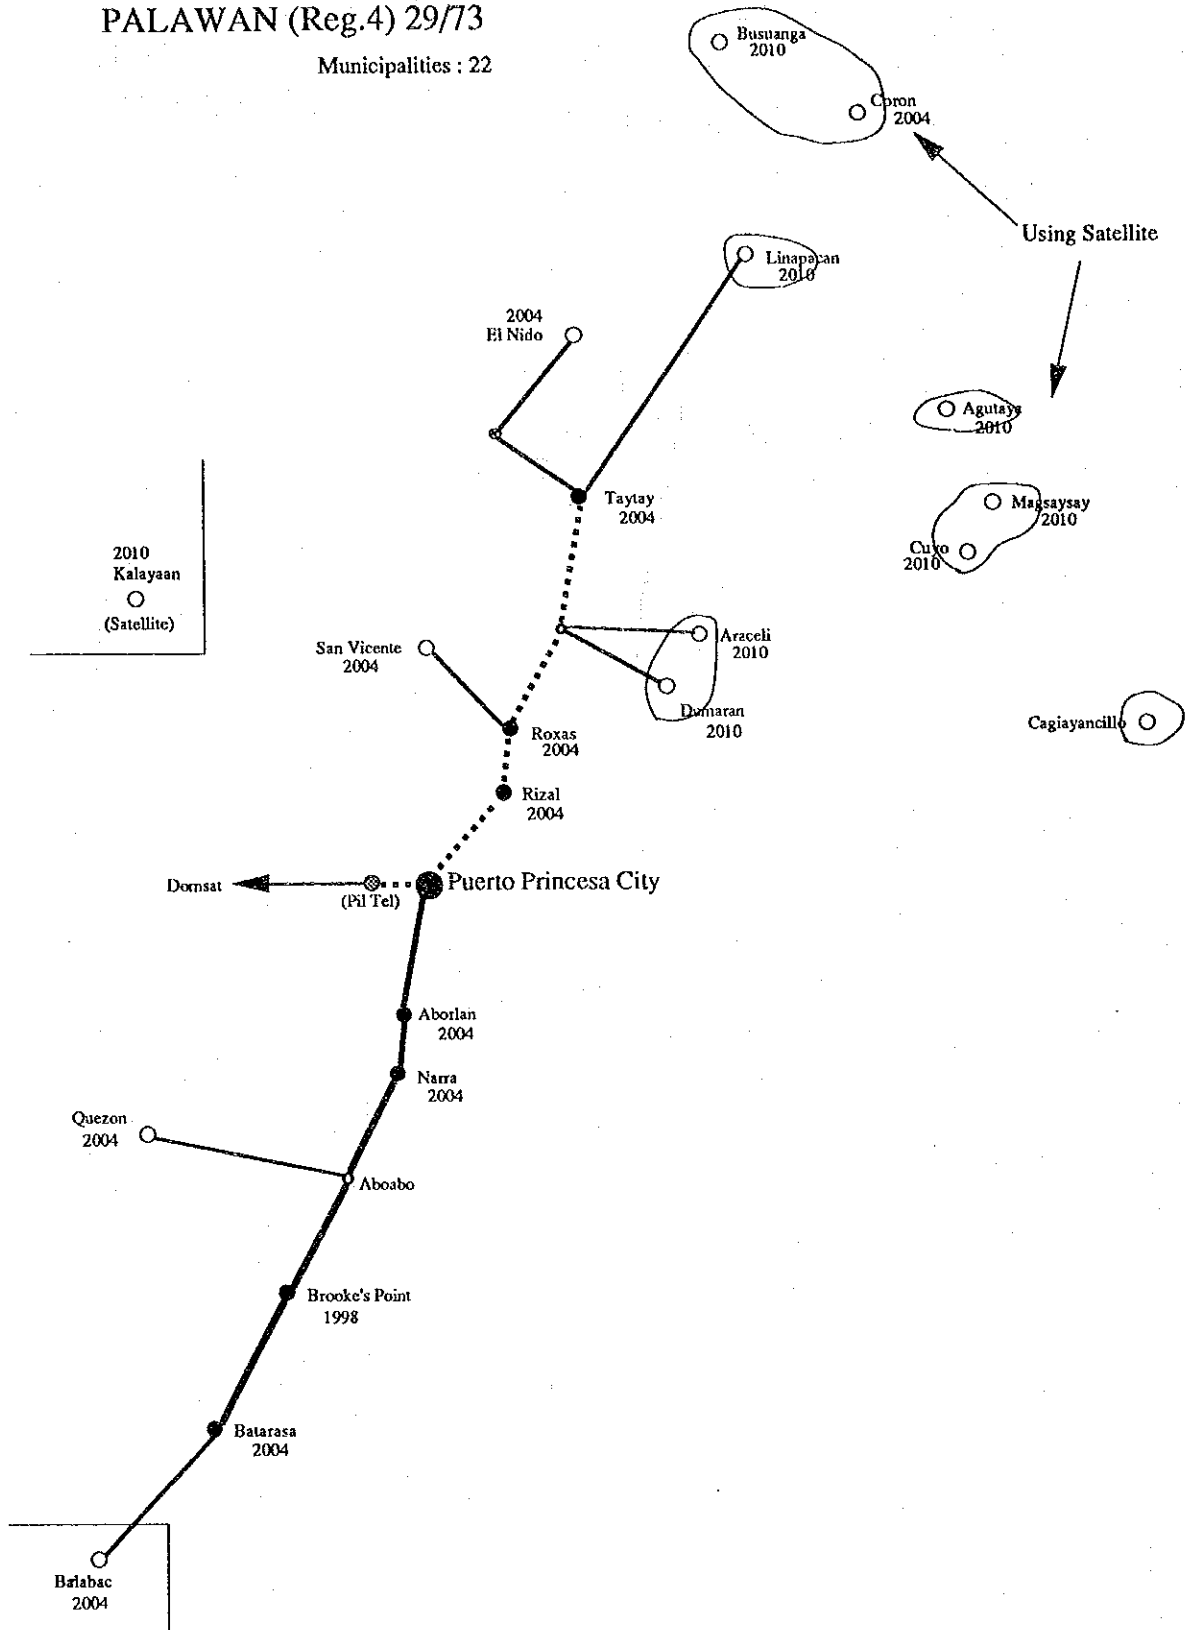 PALAWAN (Reg.4) 29/73
Municipalities : 22
Busuanga
2010
Coron
2004
Using Satellite
Linapacan
2010
2004
El Nido
Agutaya
2010
Taytay
2004
Magsaysay
2010
Cuyo
2010
2010
Kalayaan
(Satellite)
San Vicente
2004
Araceli
2010
Dumaran
2010
Cagiayancillo
Roxas
2004
Rizal
2004
Domsat
(Pil Tel)
Puerto Princesa City
Aborlan
2004
Narra
2004
Quezon
2004
Aboabo
Brooke's Point
1998
Batarasa
2004
Balabac
2004